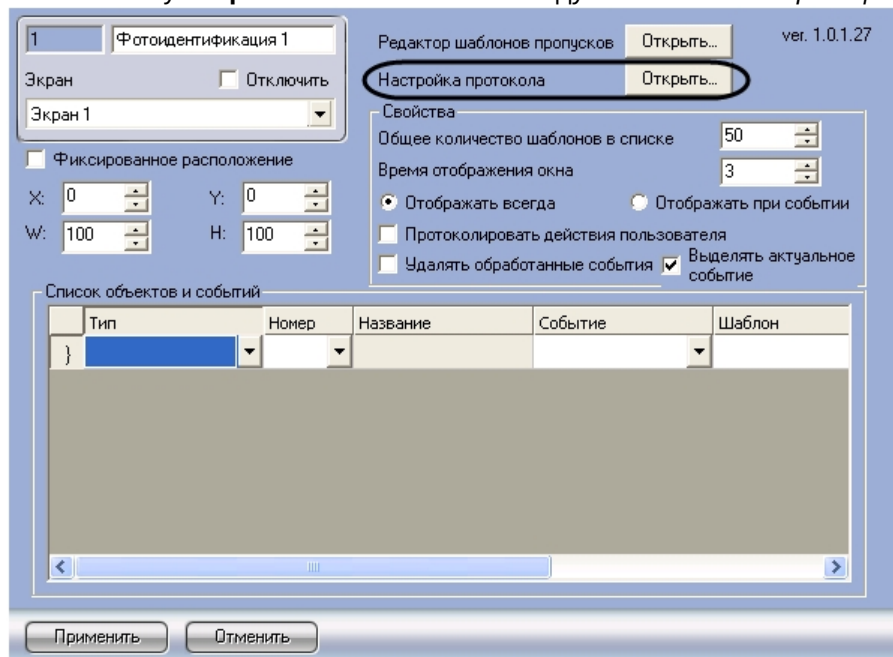 1 Фотоидентификация 1
Экран Отключить
Экран 1
Фиксированное расположение
X: 0 Y: 0
W: 100 H: 100
Редактор шаблонов пропусков Открыть... ver. 1.0.1.27
Настройка протокола Открыть...
Свойства
Общее количество шаблонов в списке 50
Время отображения окна 3
Отображать всегда Отображать при событии
Протоколировать действия пользователя
Удалять обработанные события Выделять актуальное событие
Список объектов и событий
Тип Номер Название Событие Шаблон
}
Применить Отменить